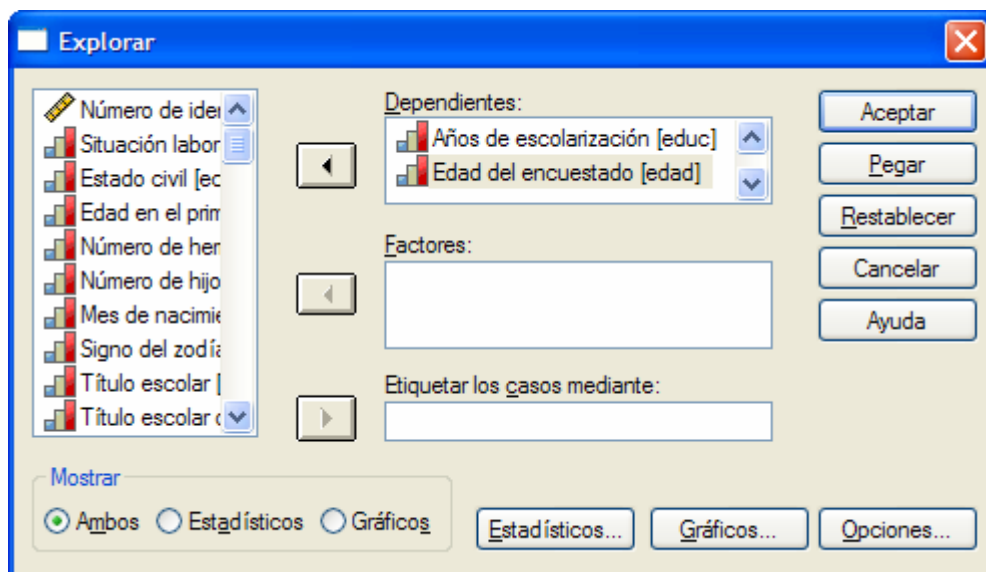 Explorar
Número de iden
Situación labor
Estado civil [ec
Edad en el prim
Número de her
Número de hijo
Mes de nacimie
Signo del zodía
Título escolar [
Título escolar c
Dependientes:
Años de escolarización [educ]
Edad del encuestado [edad]
Factores:
Etiquetar los casos mediante:
Aceptar
Pegar
Restablecer
Cancelar
Ayuda
Mostrar
Ambos Estadísticos Gráficos
Estadísticos... Gráficos... Opciones...